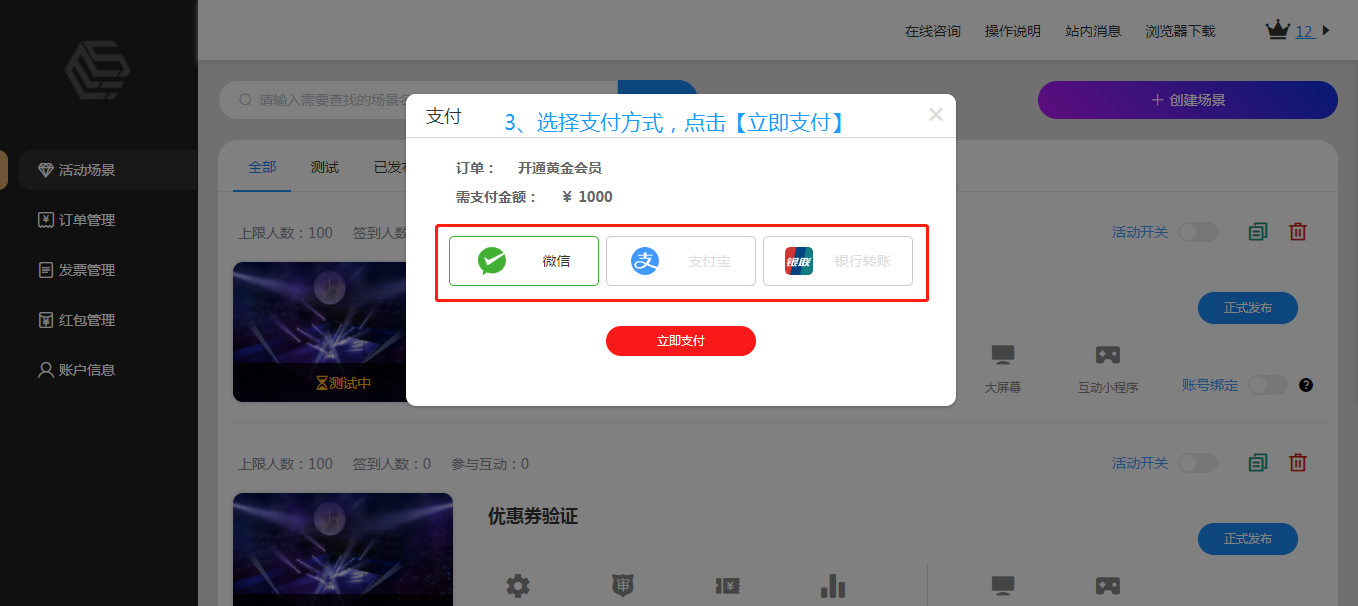 在线咨询 操作说明 站内消息 浏览器下载 12
请输入需要查找的场景名
+ 创建场景
支付
3、选择支付方式，点击【立即支付】
活动场景
订单管理
发票管理
红包管理
账户信息
全部 测试 已发布
订单： 开通黄金会员
需支付金额： ¥ 1000
上限人数：100 签到人数
活动开关
微信 支付宝 银联 银行转账
正式发布
立即支付
测试中
大屏幕 互动小程序 账号绑定 ?
上限人数：100 签到人数：0 参与互动：0
活动开关
优惠券验证
正式发布
审